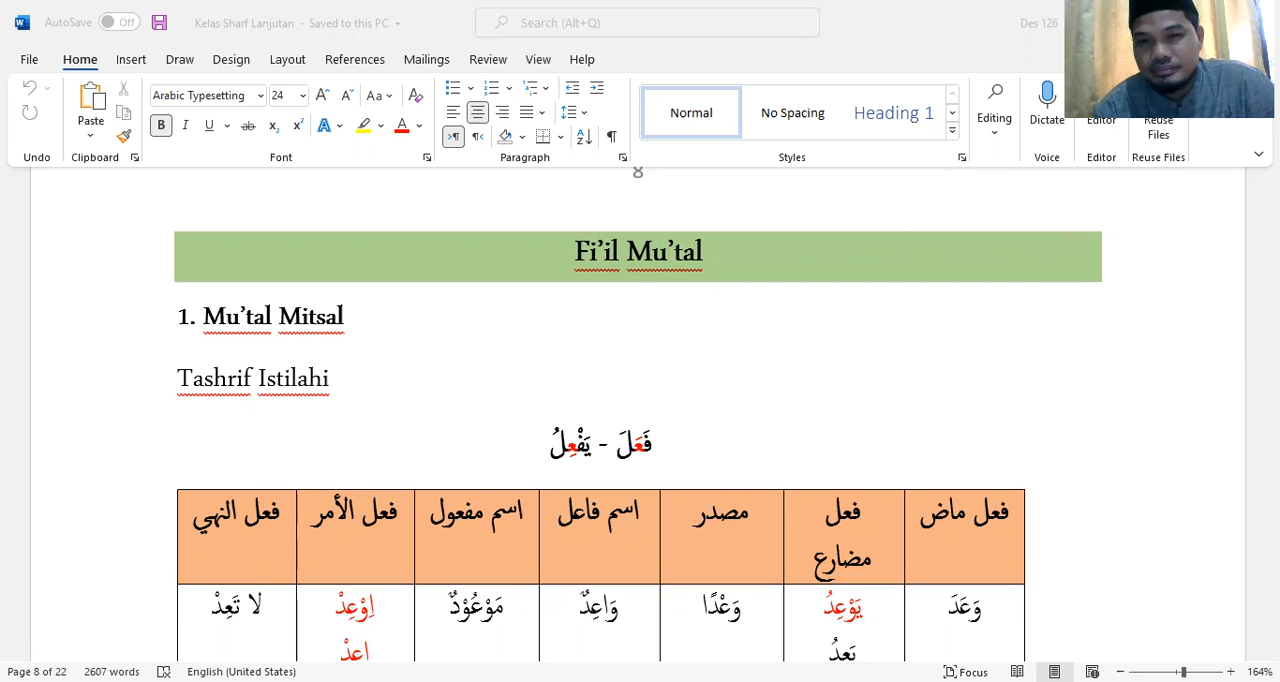 AutoSave Off Kelas Sharf Lanjutan - Saved to this PC Search (Alt+Q) Des 126
File Home Insert Draw Design Layout References Mailings Review View Help
Arabic Typesetting 24 Aa
Paste
Normal No Spacing Heading 1
Editing Dictate Editor Reuse Files
Undo Clipboard Font Paragraph Styles Voice Editor Reuse Files
8
Fi’il Mu’tal
1. Mu’tal Mitsal
Tashrif Istilahi
فَعَلَ - يَفْعِلُ
فعل ماض فعل مضارع مصدر اسم فاعل اسم مفعول فعل الأمر فعل النهي
وَعَدَ يَوْعِدُ وَعْدًا وَاعِدٌ مَوْعُوْدٌ اِوْعِدْ لا تَعِدْ
يَعِدُ اِعِدْ
Page 8 of 22 2607 words English (United States) Focus 164%